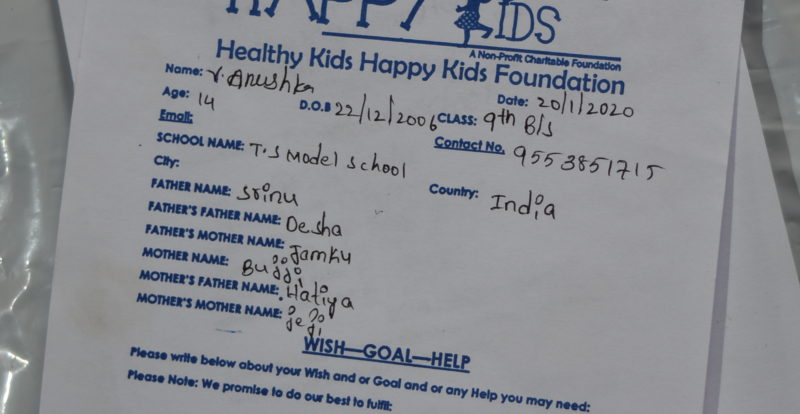 HAPPY KIDS
A Non-Profit Charitable Foundation
Healthy Kids Happy Kids Foundation
Name: V. Anushka
Date: 20/1/2020
Age: 14 D.O.B 22/12/2006 CLASS: 9th B/s
Email: Contact No. 9553851715
SCHOOL NAME: T.S Model School
City: Country: India
FATHER NAME: Srinu
FATHER'S FATHER NAME: Desha
FATHER'S MOTHER NAME: Jamku
MOTHER NAME: Bujji
MOTHER'S FATHER NAME: Hatiya
MOTHER'S MOTHER NAME: jeji
WISH—GOAL—HELP
Please write below about your Wish and or Goal and or any Help you may need:
Please Note: We promise to do our best to fulfil: